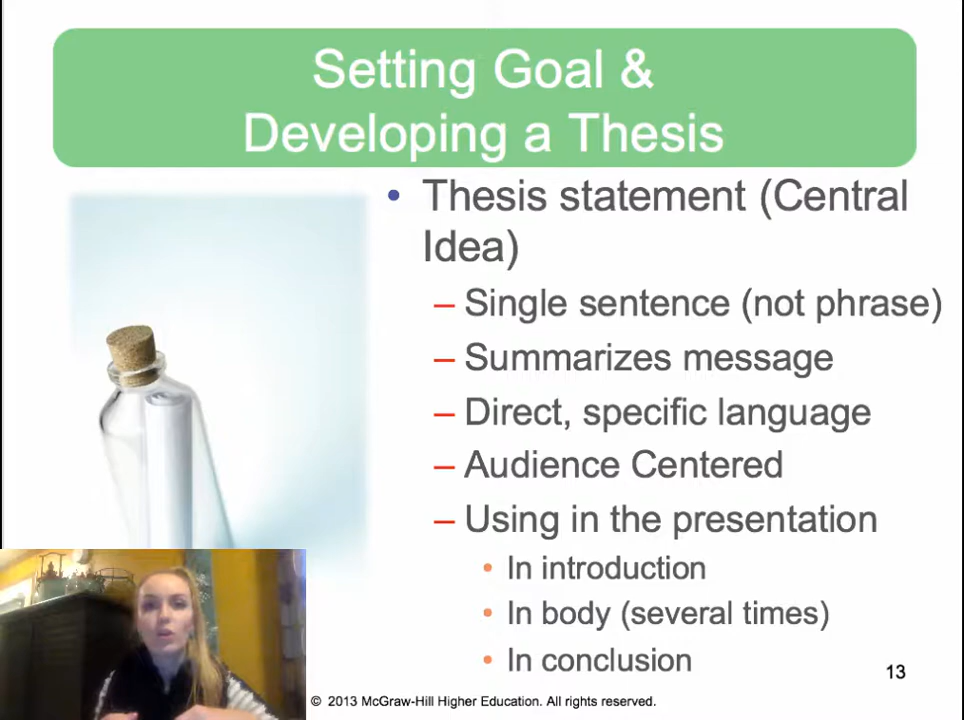 Setting Goal &
Developing a Thesis
• Thesis statement (Central
Idea)
– Single sentence (not phrase)
– Summarizes message
– Direct, specific language
– Audience Centered
– Using in the presentation
• In introduction
• In body (several times)
• In conclusion
13
© 2013 McGraw-Hill Higher Education. All rights reserved.